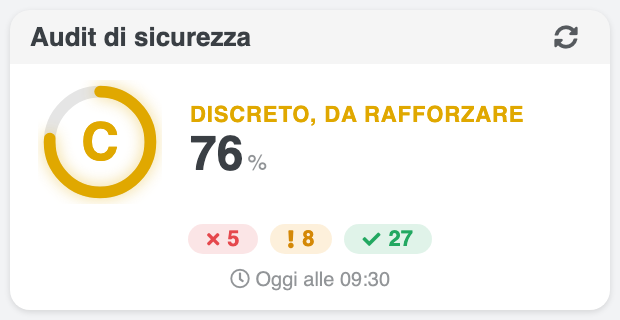 Audit di sicurezza
C
DISCRETO, DA RAFFORZARE
76 %
5 8 27
Oggi alle 09:30